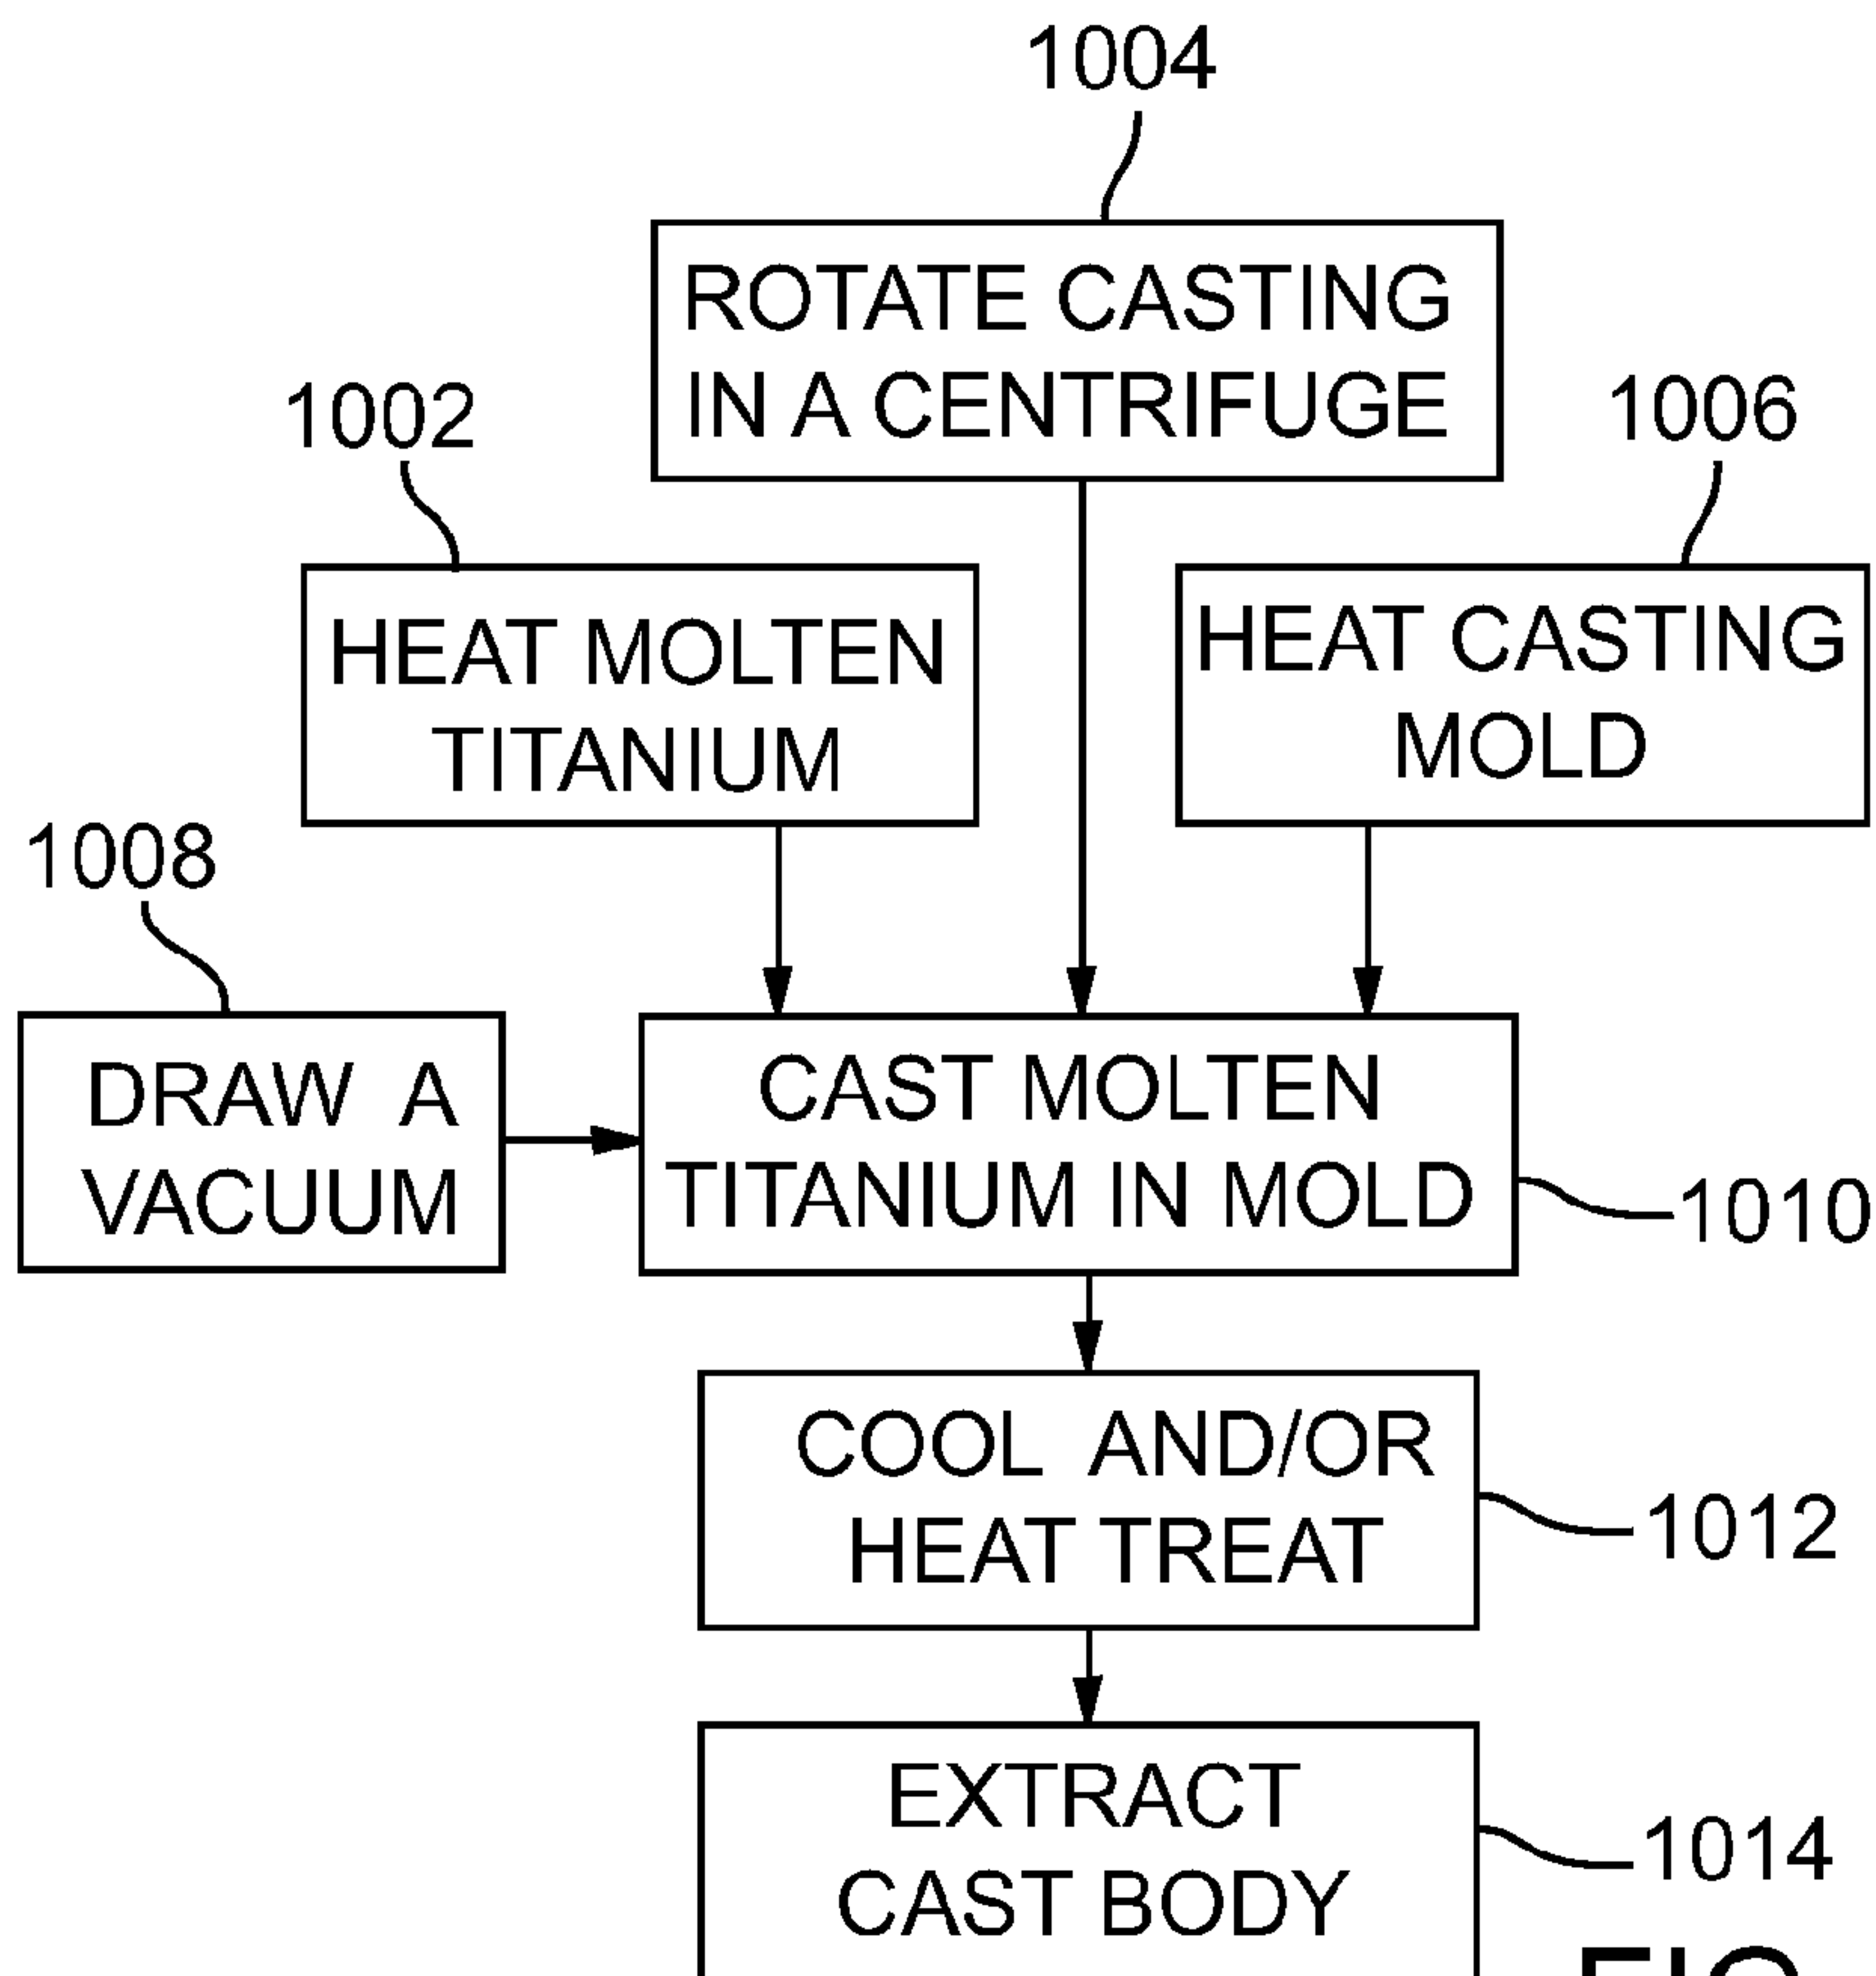 1004
ROTATE CASTING
IN A CENTRIFUGE
1002
1006
HEAT MOLTEN
TITANIUM
HEAT CASTING
MOLD
1008
DRAW A
VACUUM
CAST MOLTEN
TITANIUM IN MOLD
1010
COOL AND/OR
HEAT TREAT
1012
EXTRACT
CAST BODY
1014